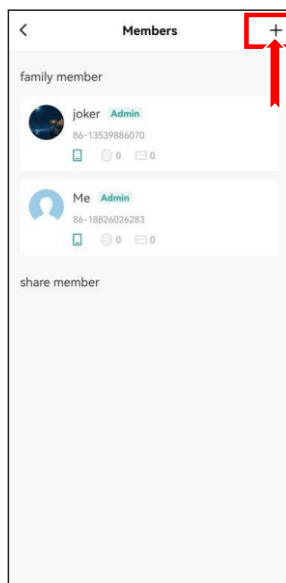 Members
family member
joker Admin
86-13539886070
0 0
Me Admin
86-18826026283
0 0
share member